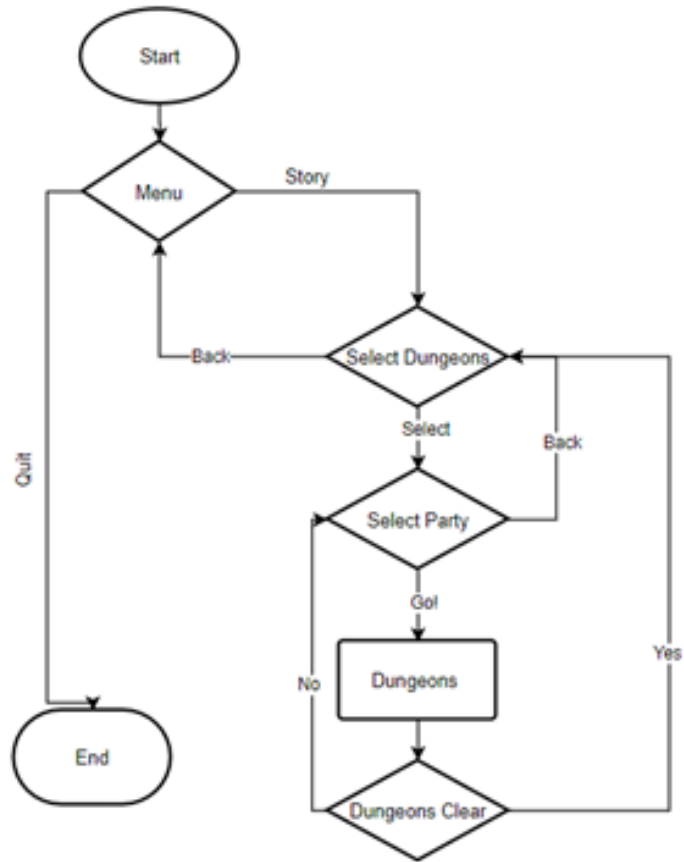 Start
Menu
Story
Select Dungeons
Back
Select
Back
Quit
Select Party
Go!
Dungeons
No
Yes
End
Dungeons Clear